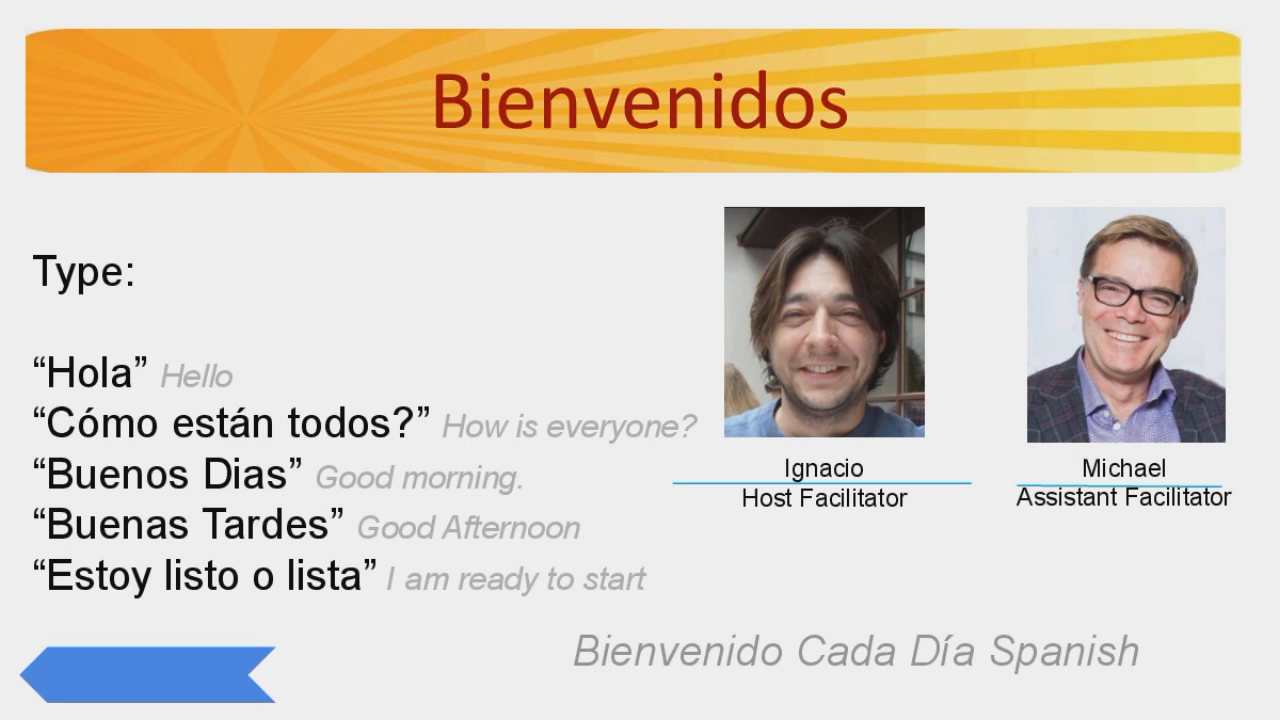 Bienvenidos
Type:
“Hola” Hello
“Cómo están todos?” How is everyone?
“Buenos Dias” Good morning.
“Buenas Tardes” Good Afternoon
“Estoy listo o lista” I am ready to start
Ignacio
Host Facilitator
Michael
Assistant Facilitator
Bienvenido Cada Día Spanish